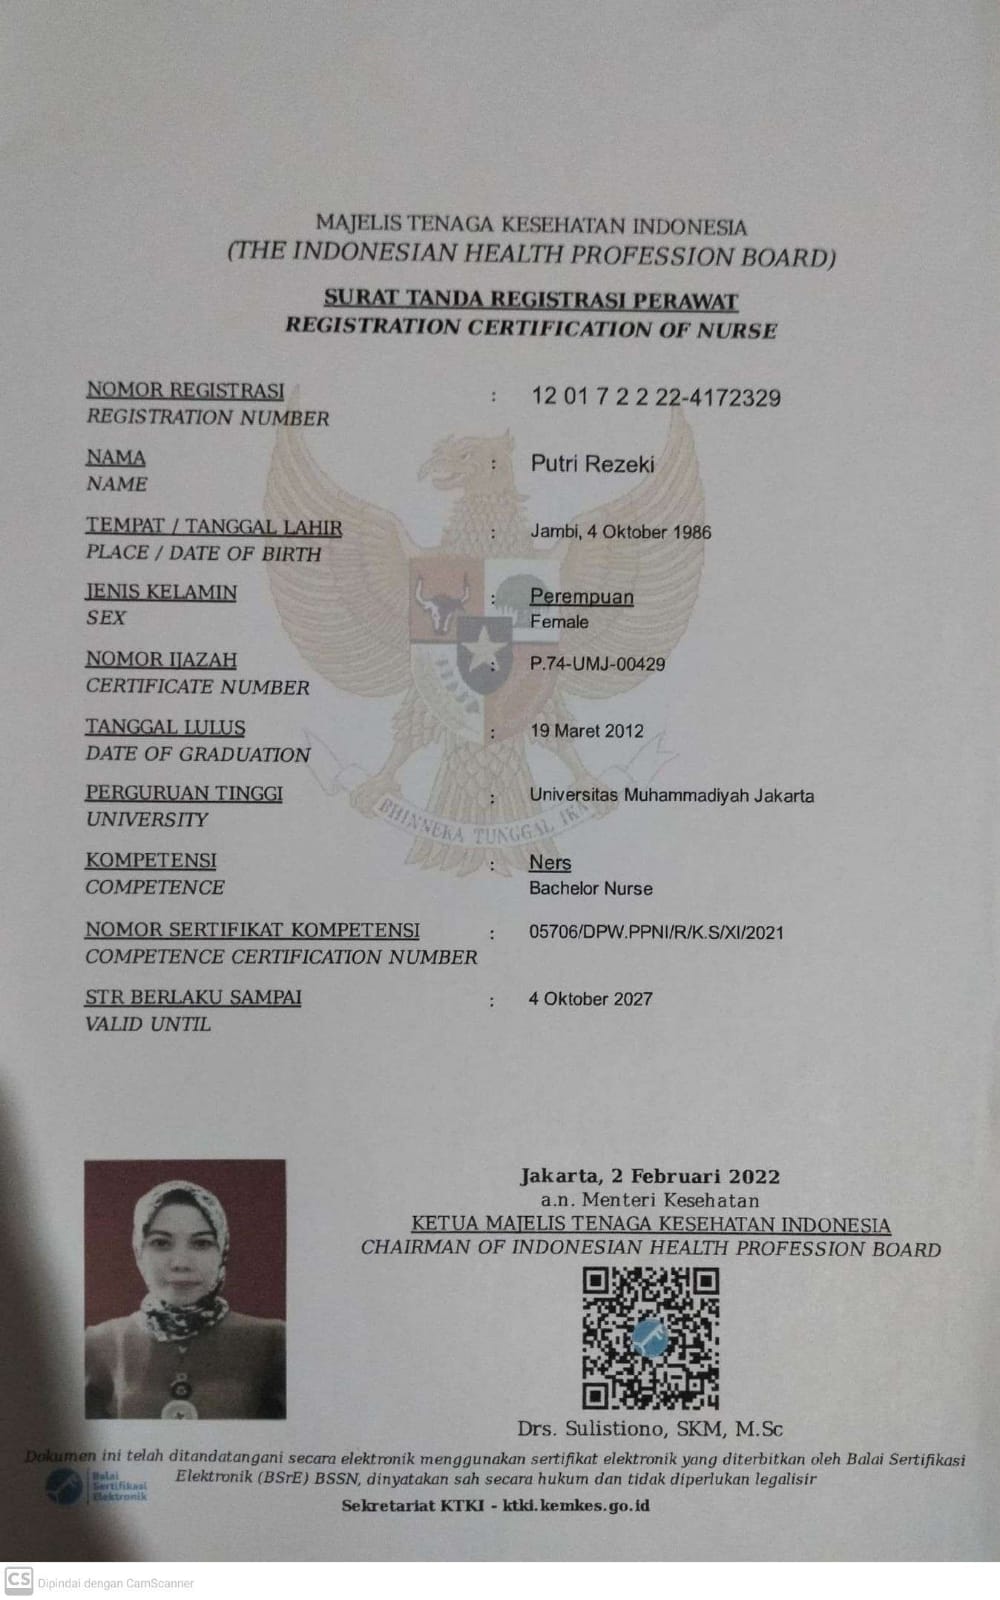 MAJELIS TENAGA KESEHATAN INDONESIA
(THE INDONESIAN HEALTH PROFESSION BOARD)
SURAT TANDA REGISTRASI PERAWAT
REGISTRATION CERTIFICATION OF NURSE
NOMOR REGISTRASI : 12 01 7 2 2 22-4172329
REGISTRATION NUMBER
NAMA : Putri Rezeki
NAME
TEMPAT / TANGGAL LAHIR : Jambi, 4 Oktober 1986
PLACE / DATE OF BIRTH
JENIS KELAMIN : Perempuan
SEX Female
NOMOR IJAZAH : P.74-UMJ-00429
CERTIFICATE NUMBER
TANGGAL LULUS : 19 Maret 2012
DATE OF GRADUATION
PERGURUAN TINGGI : Universitas Muhammadiyah Jakarta
UNIVERSITY
BHINNEKA TUNGGAL IKA
KOMPETENSI : Ners
COMPETENCE Bachelor Nurse
NOMOR SERTIFIKAT KOMPETENSI : 05706/DPW.PPNI/R/K.S/XI/2021
COMPETENCE CERTIFICATION NUMBER
STR BERLAKU SAMPAI : 4 Oktober 2027
VALID UNTIL
Jakarta, 2 Februari 2022
a.n. Menteri Kesehatan
KETUA MAJELIS TENAGA KESEHATAN INDONESIA
CHAIRMAN OF INDONESIAN HEALTH PROFESSION BOARD
Drs. Sulistiono, SKM, M.Sc
Dokumen ini telah ditandatangani secara elektronik menggunakan sertifikat elektronik yang diterbitkan oleh Balai Sertifikasi
Elektronik (BSrE) BSSN, dinyatakan sah secara hukum dan tidak diperlukan legalisir
Balai
Sertifikasi
Elektronik
Sekretariat KTKI - ktki.kemkes.go.id
CS Dipindai dengan CamScanner